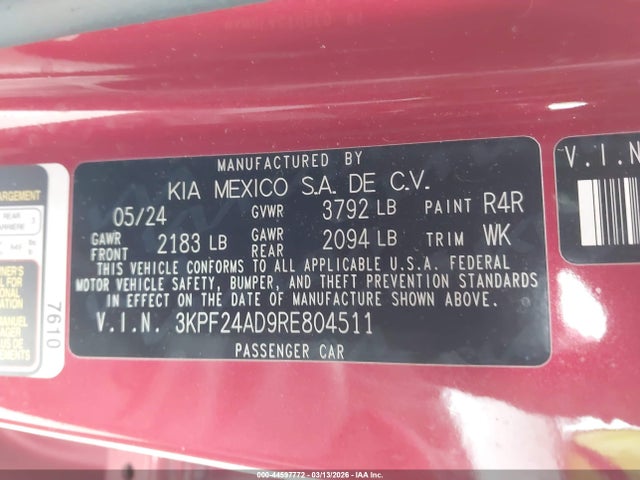 MANUFACTURED BY
KIA MEXICO S.A. DE C.V.
05/24 GVWR 3792 LB PAINT R4R
GAWR FRONT 2183 LB GAWR REAR 2094 LB TRIM WK
THIS VEHICLE CONFORMS TO ALL APPLICABLE U.S.A. FEDERAL
MOTOR VEHICLE SAFETY, BUMPER, AND THEFT PREVENTION STANDARDS
IN EFFECT ON THE DATE OF MANUFACTURE SHOWN ABOVE.
V.I.N. 3KPF24AD9RE804511
PASSENGER CAR
7610
V.I.N
REAR
000-44597772 - 03/13/2026 - IAA Inc.